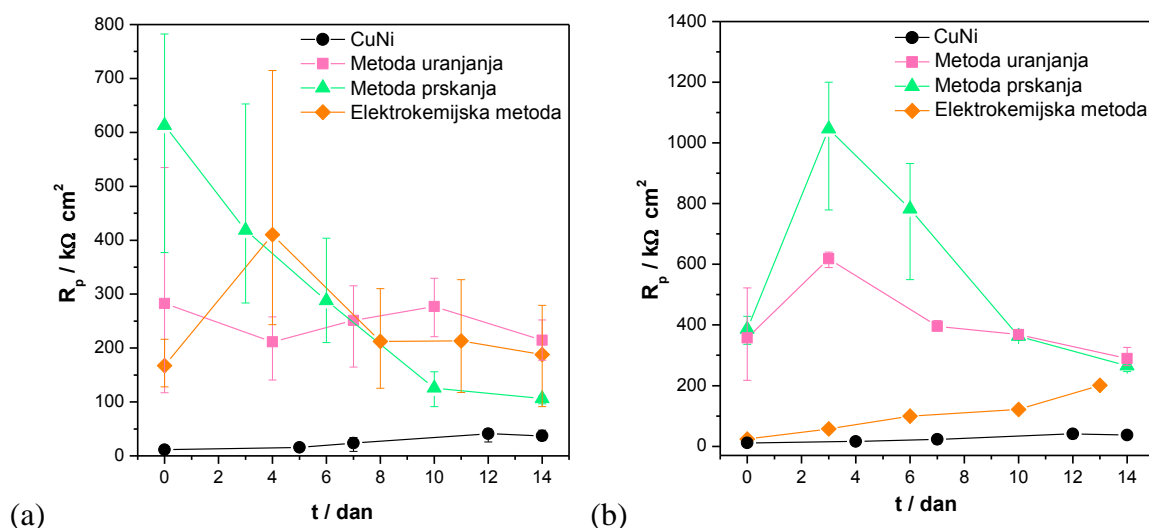 800
700
600
500
400
300
200
100
0
R_p / kΩ cm²
CuNi
Metoda uranjanja
Metoda prskanja
Elektrokemijska metoda
0 2 4 6 8 10 12 14
t / dan
(a)
1400
1200
1000
800
600
400
200
0
R_p / kΩ cm²
CuNi
Metoda uranjanja
Metoda prskanja
Elektrokemijska metoda
0 2 4 6 8 10 12 14
t / dan
(b)